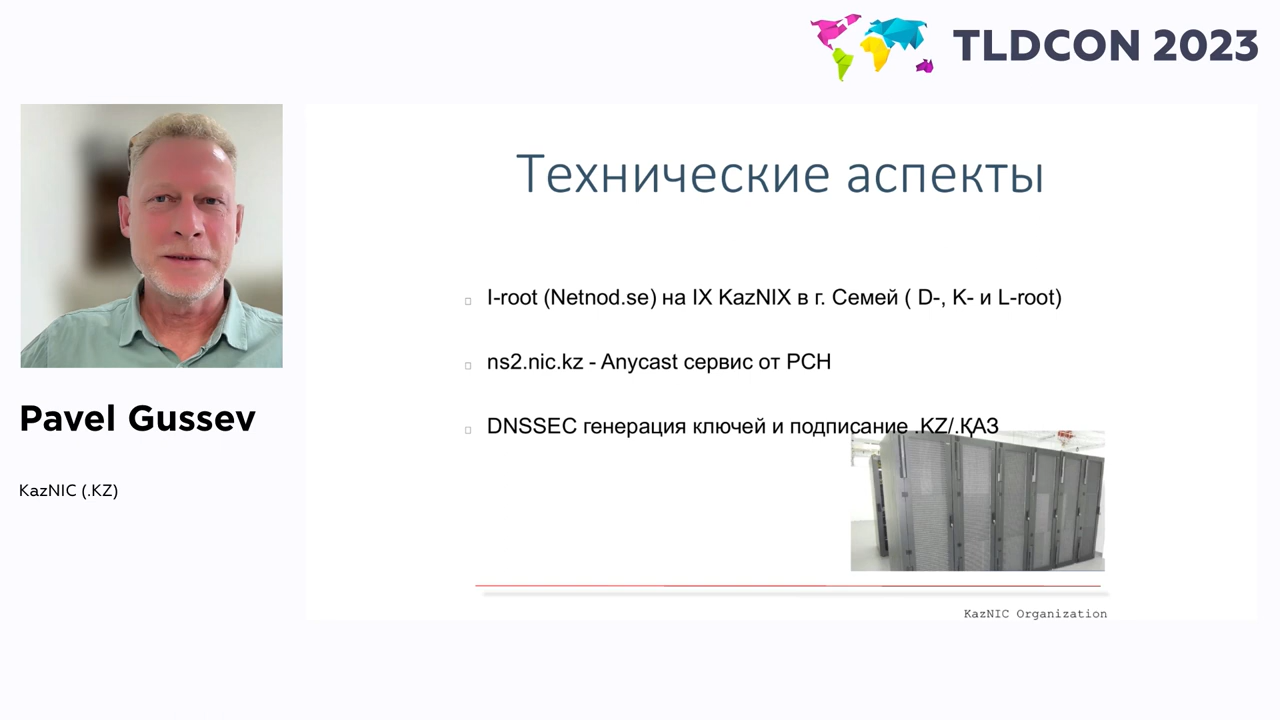 TLDCON 2023
Технические аспекты
I-root (Netnod.se) на IX KazNIX в г. Семей ( D-, K- и L-root)
ns2.nic.kz - Anycast сервис от PCH
DNSSEC генерация ключей и подписание .KZ/.ҚАЗ
KazNIC Organization
Pavel Gussev
KazNIC (.KZ)